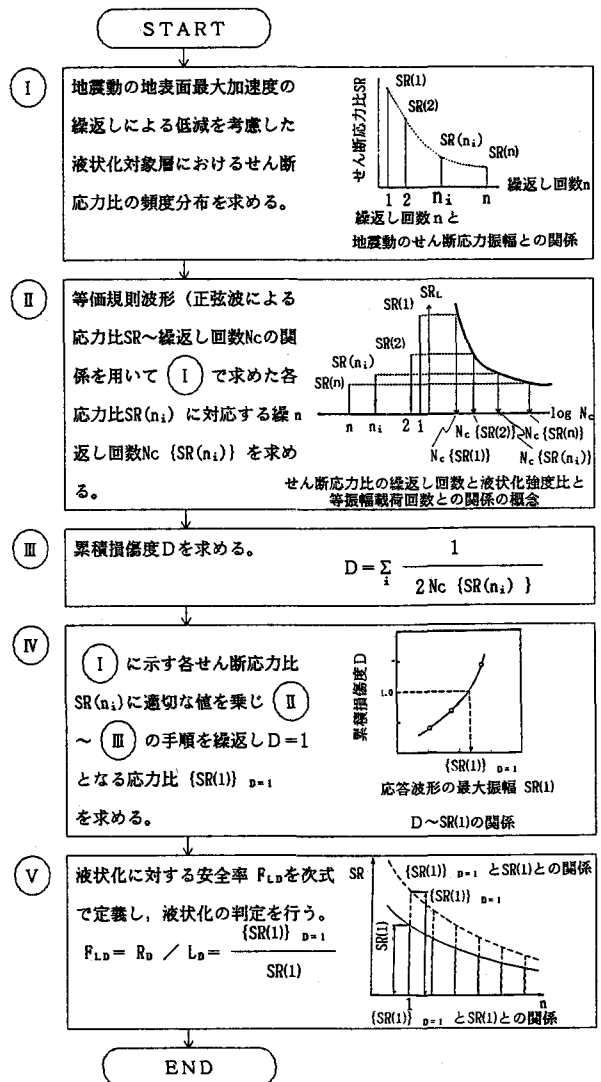 START
I
地震動の地表面最大加速度の
繰返しによる低減を考慮した
液状化対象層におけるせん断
応力比の頻度分布を求める。
せん断応力比SR
SR(1)
SR(2)
SR(ni)
SR(n)
1 2 ni n
繰返し回数n
繰返し回数nと
地震動のせん断応力振幅との関係
II
等価規則波形(正弦波による
応力比SR~繰返し回数Ncの関
係を用いて I で求めた各
応力比SR(ni)に対応する繰
返し回数Nc {SR(ni)} を求め
る。
SRL
SR(1)
SR(2)
SR(ni)
SR(n)
n ni 2 1
log Nc
n
Nc{SR(2)} Nc{SR(n)}
Nc{SR(1)} Nc{SR(ni)}
せん断応力比の繰返し回数と液状化強度比と
等振幅載荷回数との関係の概念
III
累積損傷度Dを求める。
D=Σi 1 / 2Nc {SR(ni) }
IV
I に示す各せん断応力比
SR(ni)に適切な値を乗じ II
~ III の手順を繰返しD=1
となる応力比 {SR(1)} D=1
を求める。
累積損傷度D
1.0
{SR(1)} D=1
応答波形の最大振幅 SR(1)
D~SR(1)の関係
V
液状化に対する安全率 FLDを次式
で定義し,液状化の判定を行う。
FLD= RD / LD= {SR(1)} D=1 / SR(1)
SR
{SR(1)} D=1 とSR(1)との関係
{SR(1)} D=1
SR(1)
1
n
{SR(1)} D=1 とSR(1)との関係
END